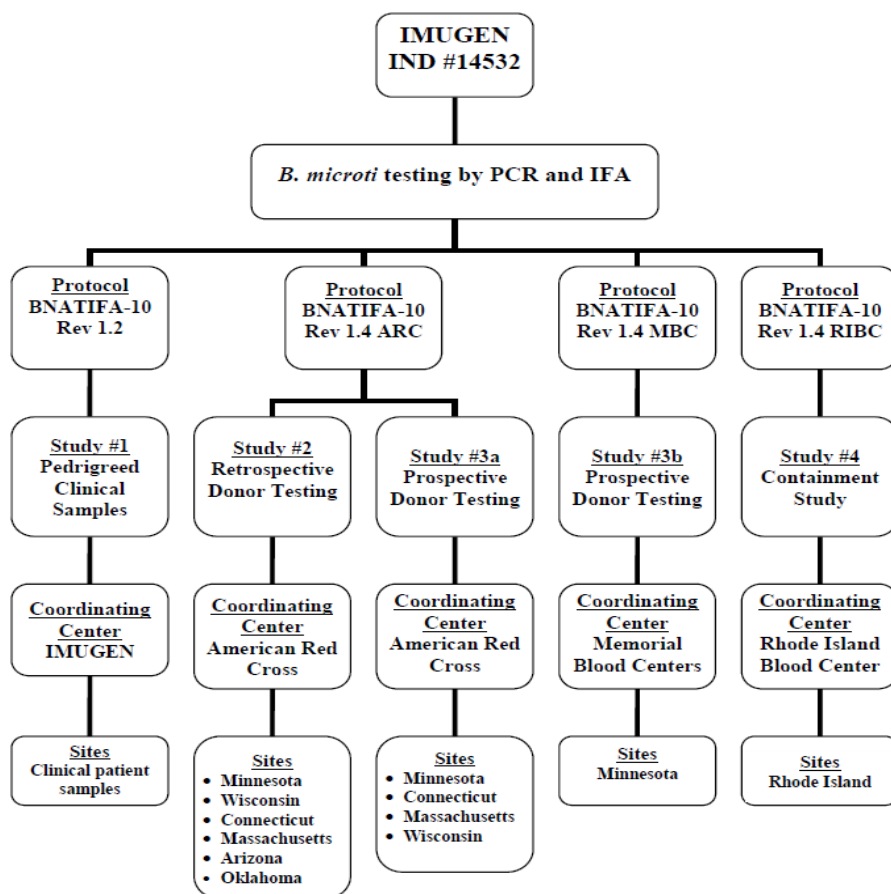 IMUGEN
IND #14532
B. microti testing by PCR and IFA
Protocol
BNATIFA-10
Rev 1.2
Protocol
BNATIFA-10
Rev 1.4 ARC
Protocol
BNATIFA-10
Rev 1.4 MBC
Protocol
BNATIFA-10
Rev 1.4 RIBC
Study #1
Pedrigreed
Clinical
Samples
Study #2
Retrospective
Donor Testing
Study #3a
Prospective
Donor Testing
Study #3b
Prospective
Donor Testing
Study #4
Containment
Study
Coordinating
Center
IMUGEN
Coordinating
Center
American Red
Cross
Coordinating
Center
American Red
Cross
Coordinating
Center
Memorial
Blood Centers
Coordinating
Center
Rhode Island
Blood Center
Sites
Clinical patient
samples
Sites
• Minnesota
• Wisconsin
• Connecticut
• Massachusetts
• Arizona
• Oklahoma
Sites
• Minnesota
• Connecticut
• Massachusetts
• Wisconsin
Sites
Minnesota
Sites
Rhode Island